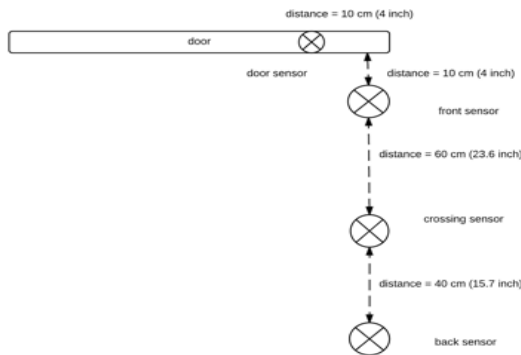 distance = 10 cm (4 inch)
door
door sensor
distance = 10 cm (4 inch)
front sensor
distance = 60 cm (23.6 inch)
crossing sensor
distance = 40 cm (15.7 inch)
back sensor